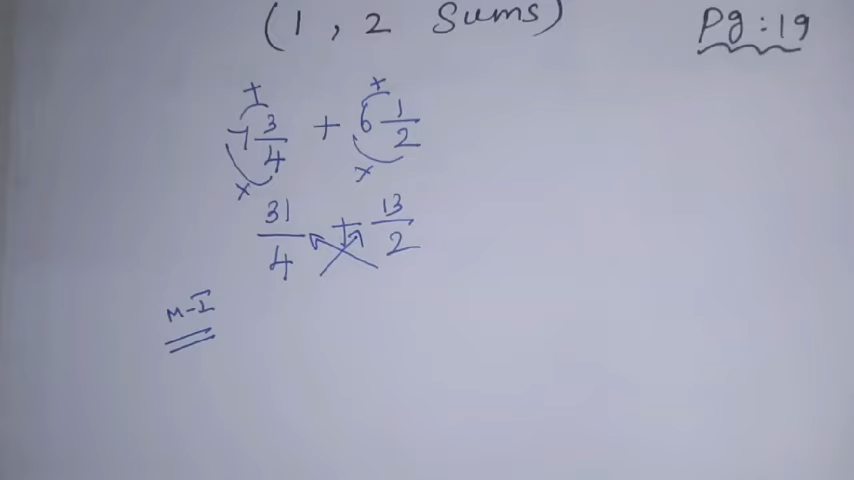 (1, 2 Sums)
Pg:19
7 3/4 + 6 1/2
31/4 + 13/2
M-I